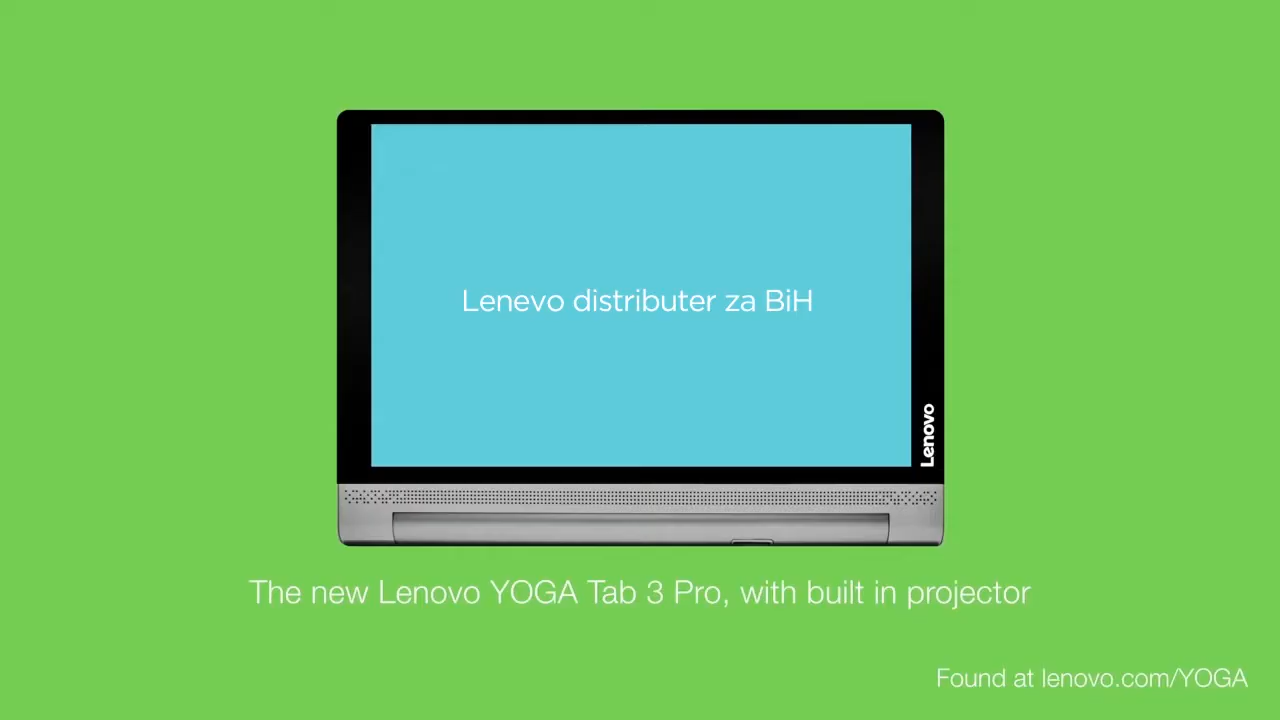 Lenevo distributer za BiH
Lenovo
The new Lenovo YOGA Tab 3 Pro, with built in projector
Found at lenovo.com/YOGA